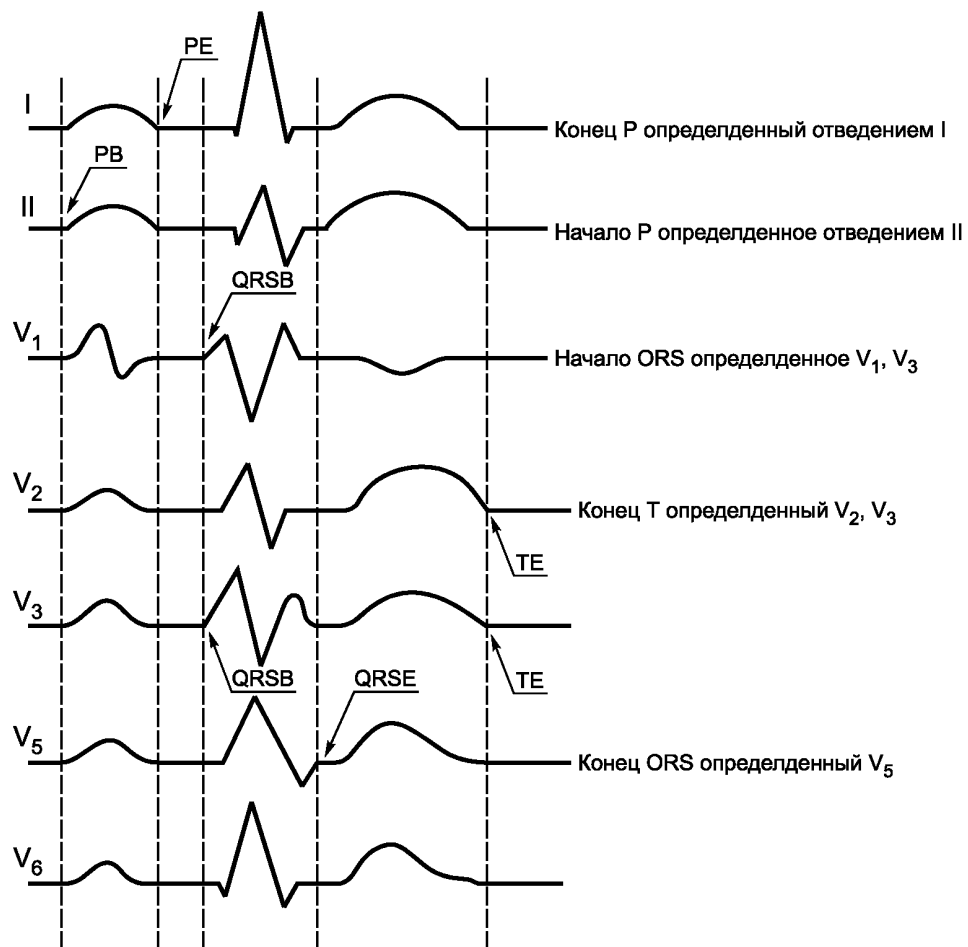 PE
I
Конец P определденный отведением I
PB
II
Начало P определденное отведением II
QRSB
V1
Начало ORS определденное V1, V3
V2
Конец T определденный V2, V3
TE
V3
QRSB
QRSE
TE
V5
Конец ORS определденный V5
V6